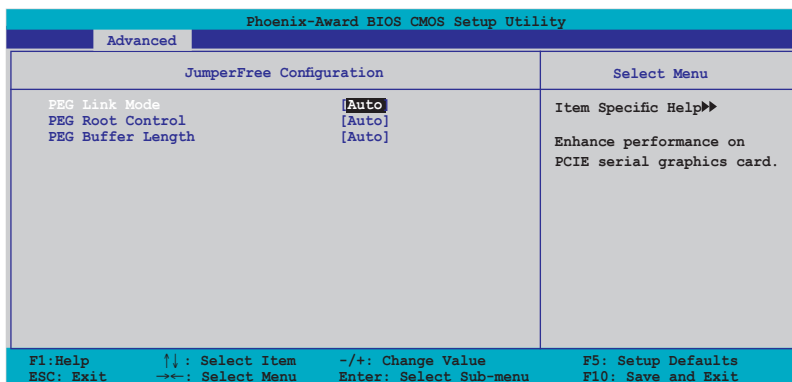 Phoenix-Award BIOS CMOS Setup Utility
Advanced
JumperFree Configuration
Select Menu
PEG Link Mode [Auto]
PEG Root Control [Auto]
PEG Buffer Length [Auto]
Item Specific Help▶▶
Enhance performance on
PCIE serial graphics card.
F1:Help ↑↓: Select Item -/+: Change Value F5: Setup Defaults
ESC: Exit →←: Select Menu Enter: Select Sub-menu F10: Save and Exit